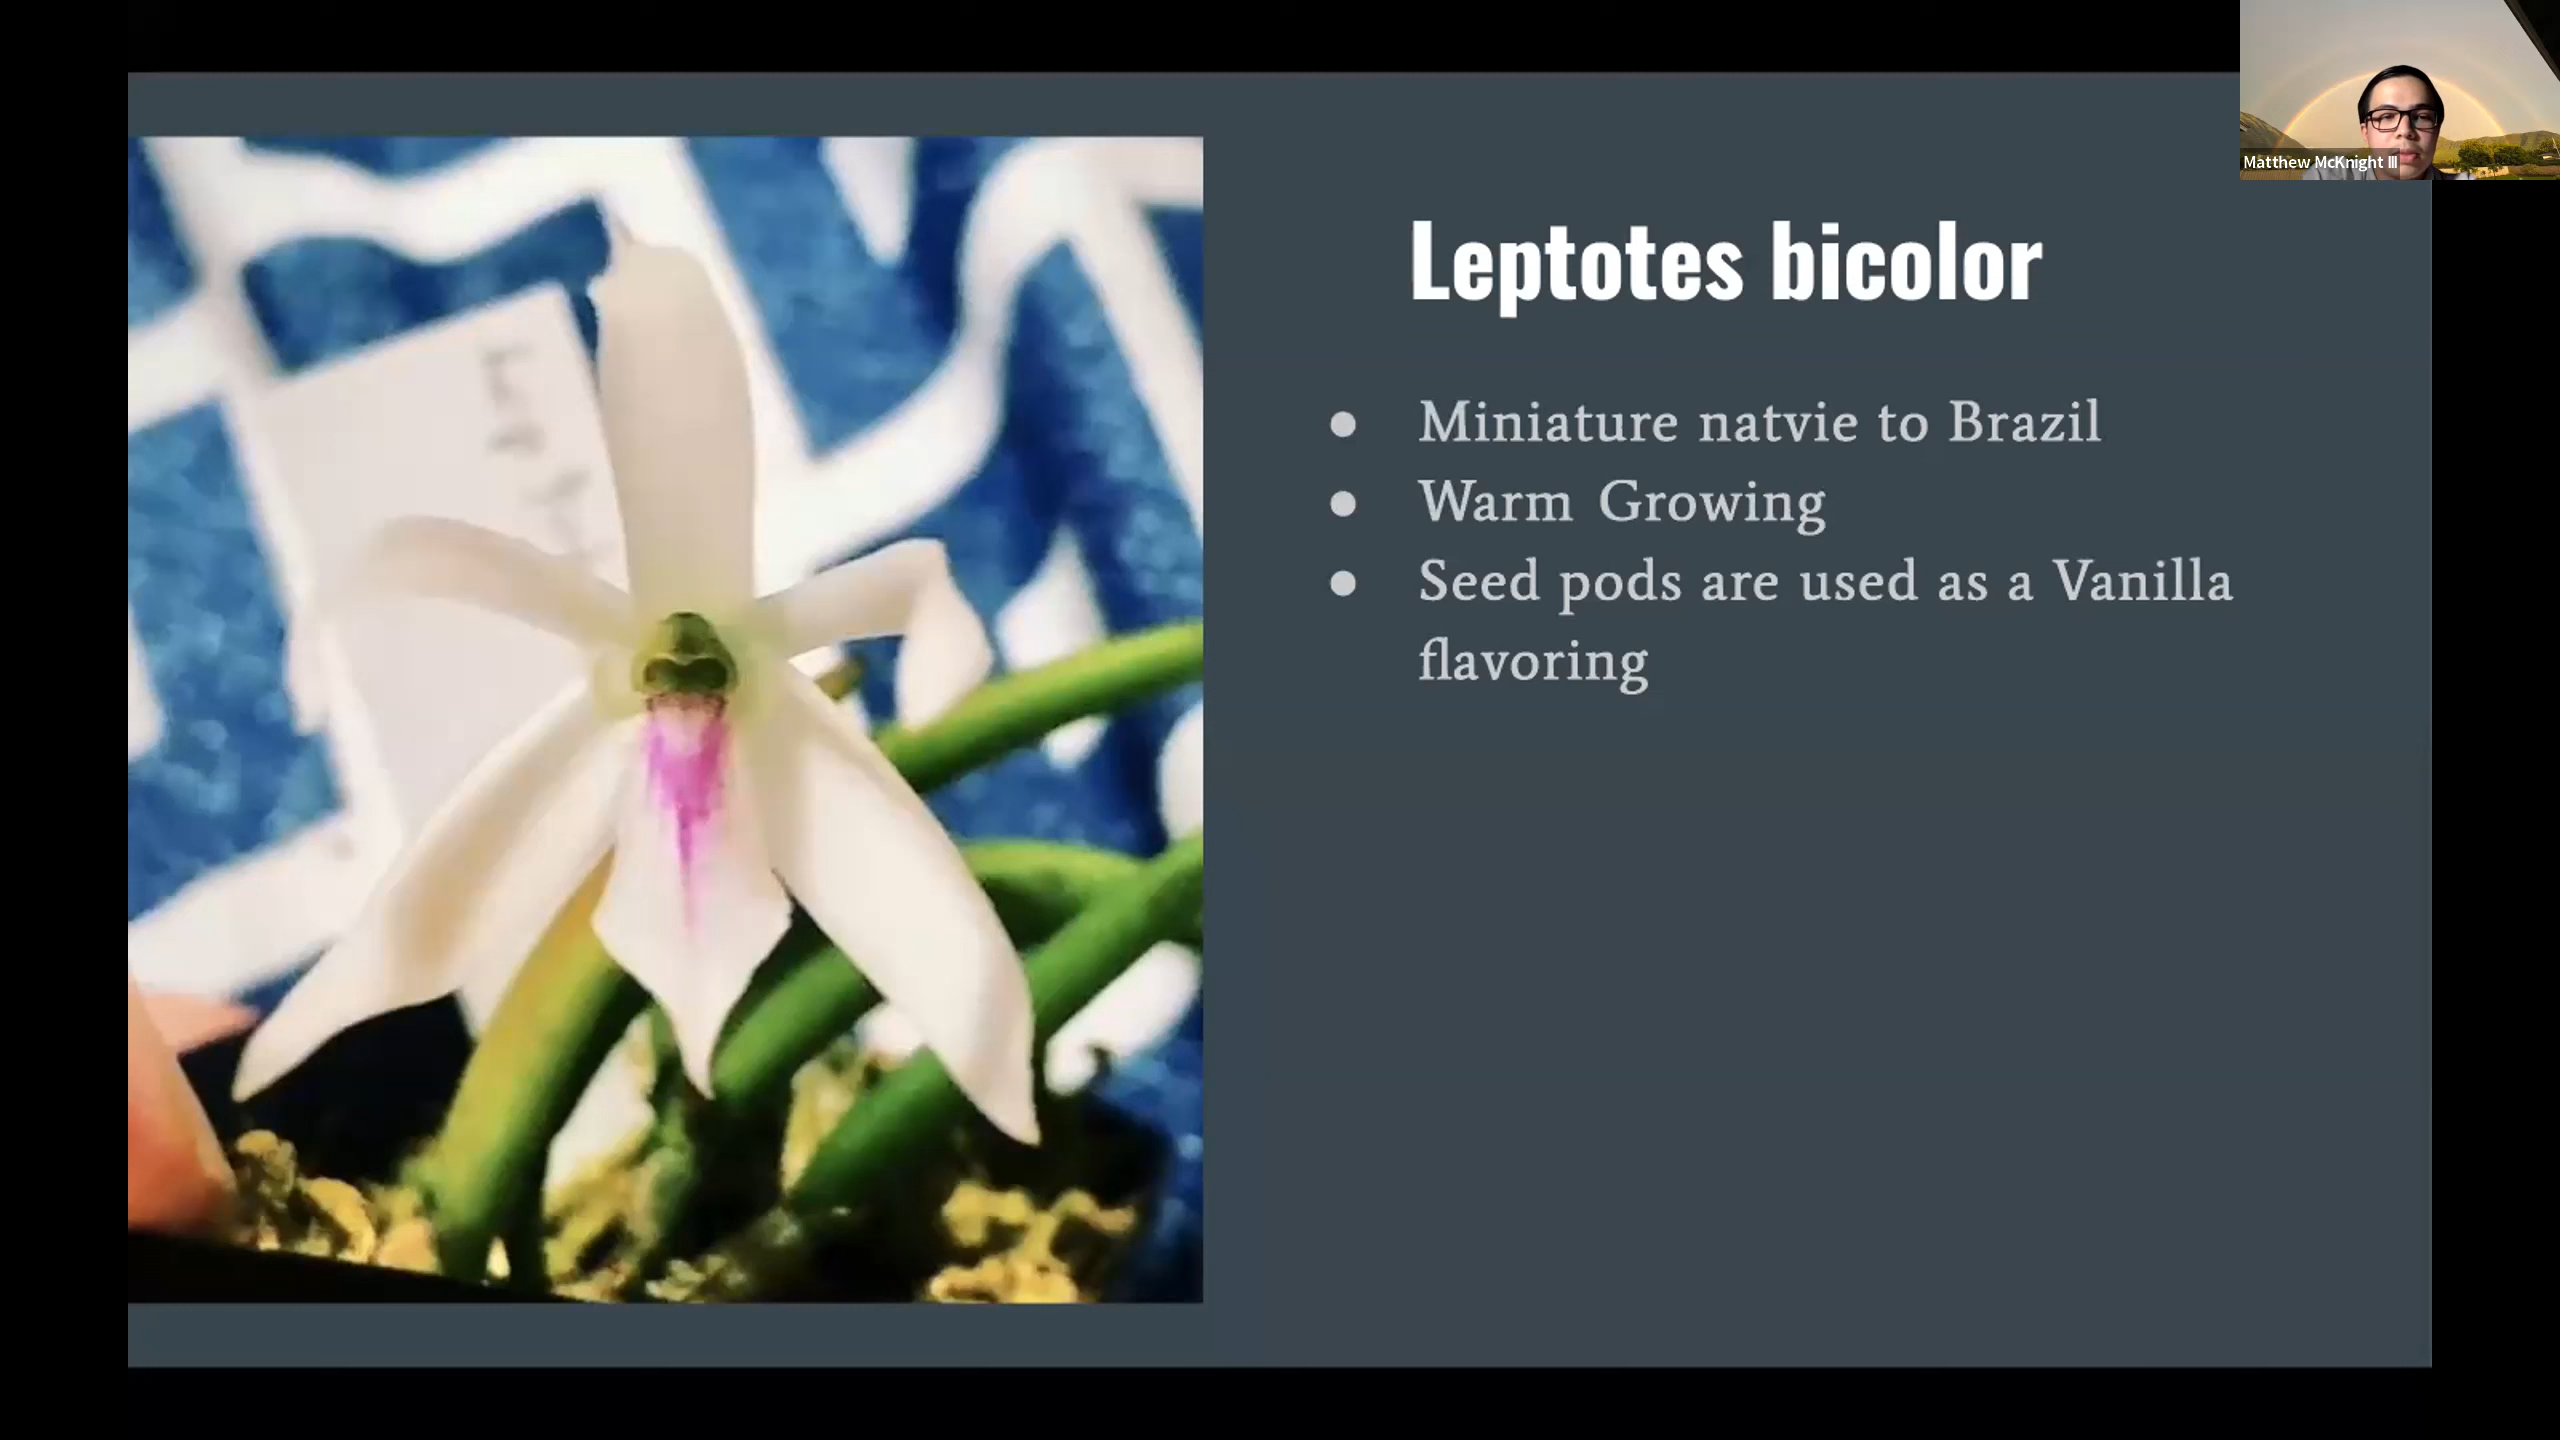 Matthew McKnight III
Leptotes bicolor
● Miniature natvie to Brazil
● Warm Growing
● Seed pods are used as a Vanilla
flavoring